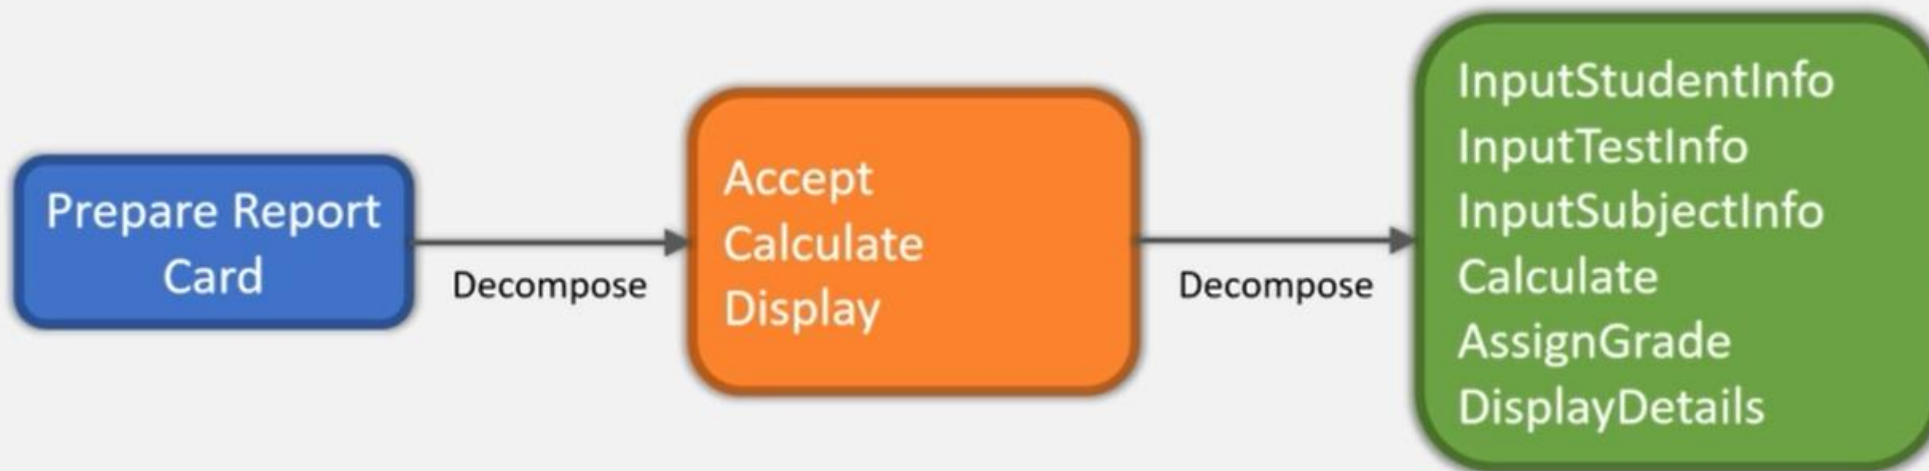 Prepare Report
Card
Decompose
Accept
Calculate
Display
Decompose
InputStudentInfo
InputTestInfo
InputSubjectInfo
Calculate
AssignGrade
DisplayDetails